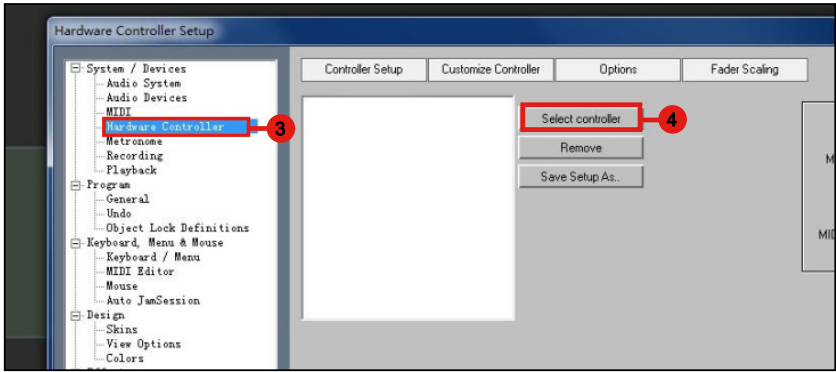 Hardware Controller Setup
System / Devices
Audio System
Audio Devices
MIDI
Hardware Controller
3
Metronome
Recording
Playback
Program
General
Undo
Object Lock Definitions
Keyboard, Menu & Mouse
Keyboard / Menu
MIDI Editor
Mouse
Auto JamSession
Design
Skins
View Options
Colors
Controller Setup
Customize Controller
Options
Fader Scaling
Select controller
4
Remove
Save Setup As..